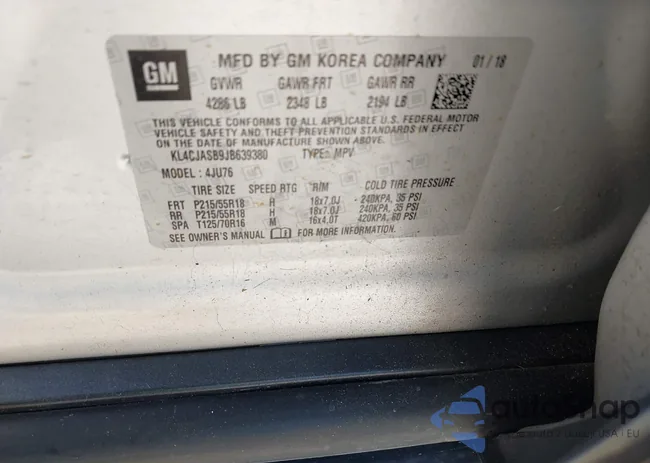 GM
MFD BY GM KOREA COMPANY 01/18
GVWR GAWR FRT GAWR RR
4286 LB 2348 LB 2194 LB
THIS VEHICLE CONFORMS TO ALL APPLICABLE U.S. FEDERAL MOTOR
VEHICLE SAFETY AND THEFT PREVENTION STANDARDS IN EFFECT
ON THE DATE OF MANUFACTURE SHOWN ABOVE.
KL4CJASB9JB639380 TYPE: MPV
MODEL: 4JU76
TIRE SIZE SPEED RTG RIM COLD TIRE PRESSURE
FRT P215/55R18 H 18x7.0J 240KPA, 35 PSI
RR P215/55R18 H 18x7.0J 240KPA, 35 PSI
SPA T125/70R16 M 16x4.0T 420KPA, 60 PSI
SEE OWNER'S MANUAL FOR MORE INFORMATION.
autosnap
USA | EU